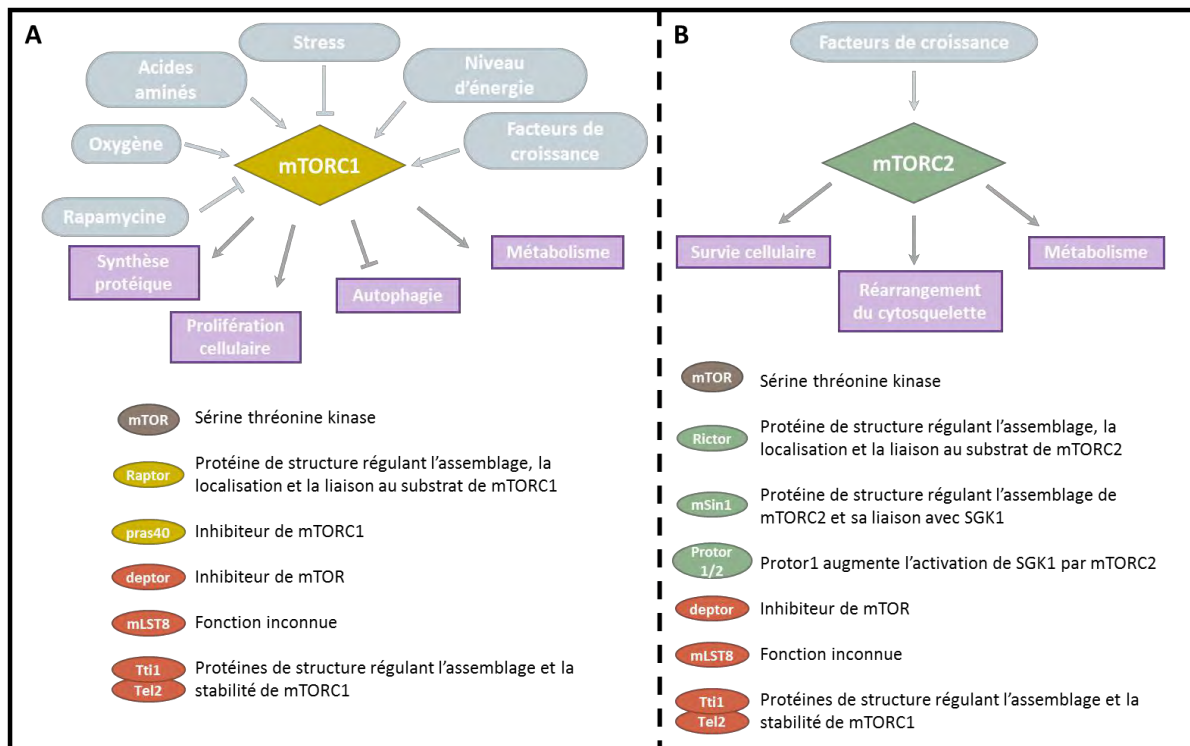 A
Stress
Acides
aminés
Niveau
d'énergie
Oxygène
Facteurs de
croissance
mTORC1
Rapamycine
Synthèse
protéique
Prolifération
cellulaire
Autophagie
Métabolisme
mTOR Sérine thréonine kinase
Raptor Protéine de structure régulant l'assemblage, la
localisation et la liaison au substrat de mTORC1
pras40 Inhibiteur de mTORC1
deptor Inhibiteur de mTOR
mLST8 Fonction inconnue
Tti1 Protéines de structure régulant l'assemblage et la
Tel2 stabilité de mTORC1
B
Facteurs de croissance
mTORC2
Survie cellulaire
Réarrangement
du cytosquelette
Métabolisme
mTOR Sérine thréonine kinase
Rictor Protéine de structure régulant l'assemblage, la
localisation et la liaison au substrat de mTORC2
mSin1 Protéine de structure régulant l'assemblage de
mTORC2 et sa liaison avec SGK1
Protor
1/2 Protor1 augmente l'activation de SGK1 par mTORC2
deptor Inhibiteur de mTOR
mLST8 Fonction inconnue
Tti1 Protéines de structure régulant l'assemblage et la
Tel2 stabilité de mTORC1